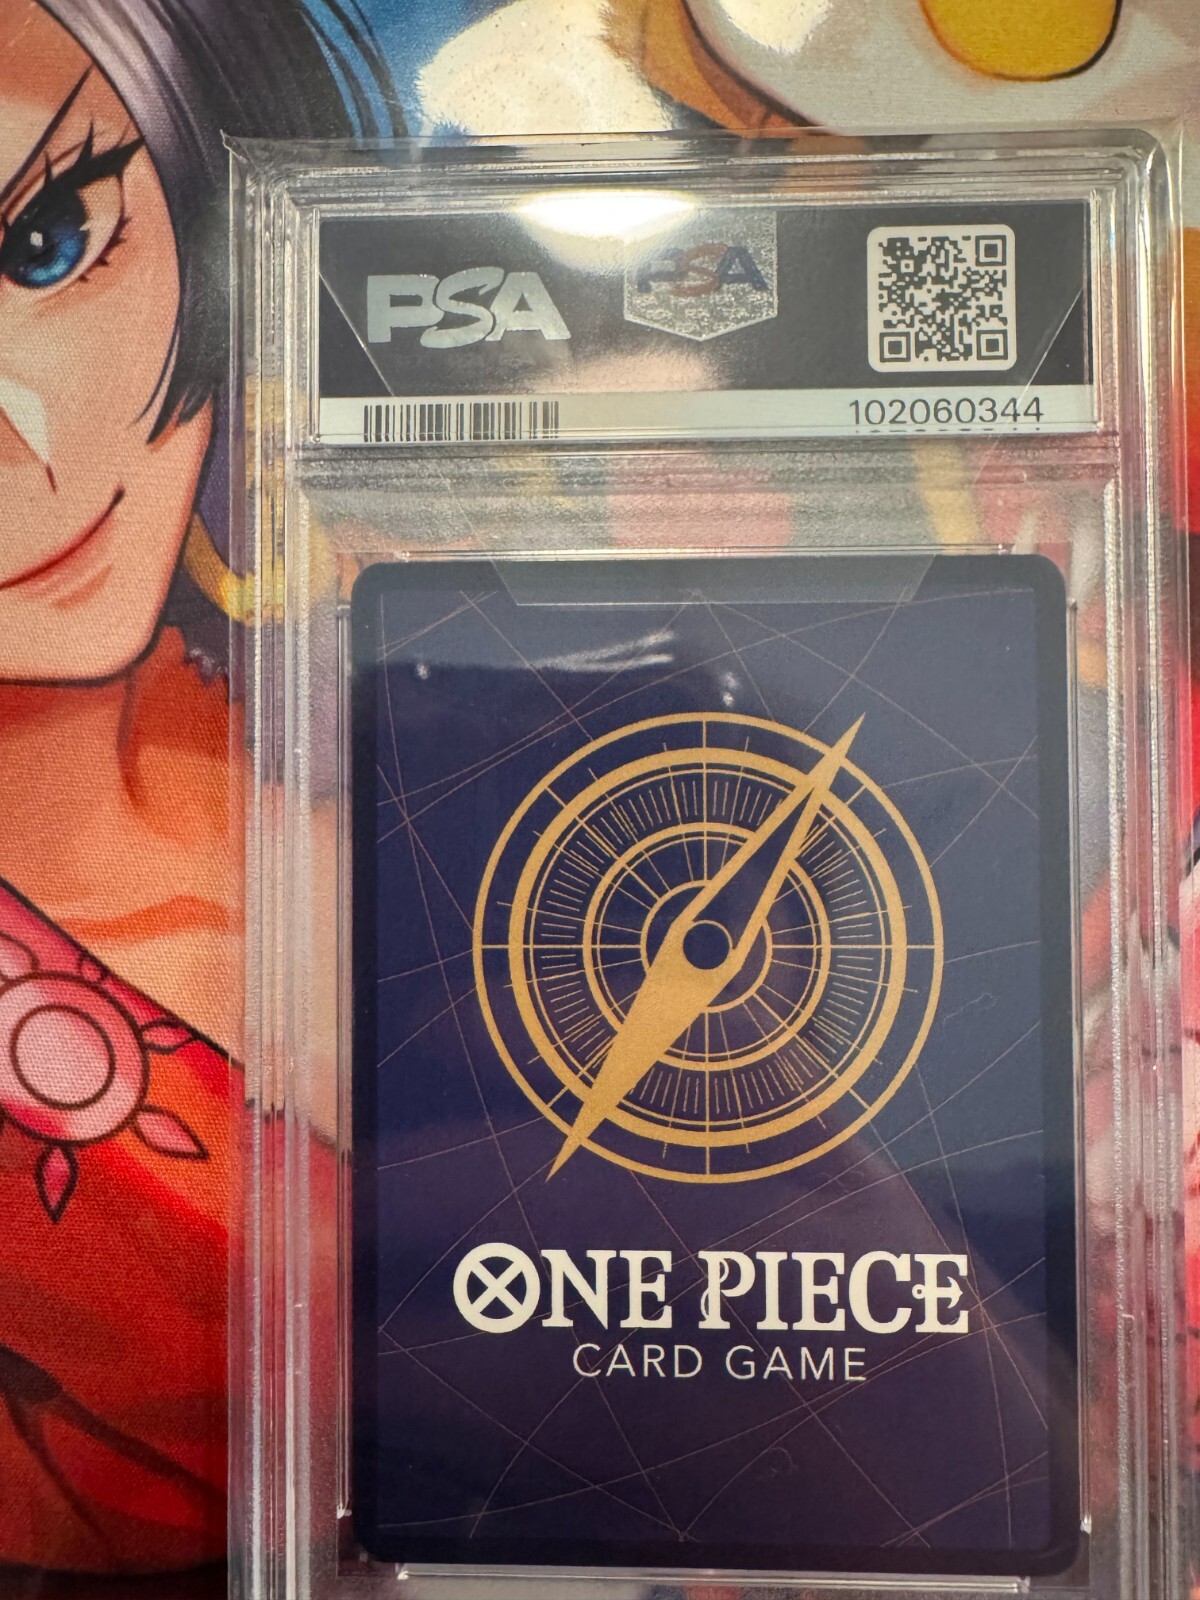 PSA
PSA
102060344
ONE PIECE
CARD GAME